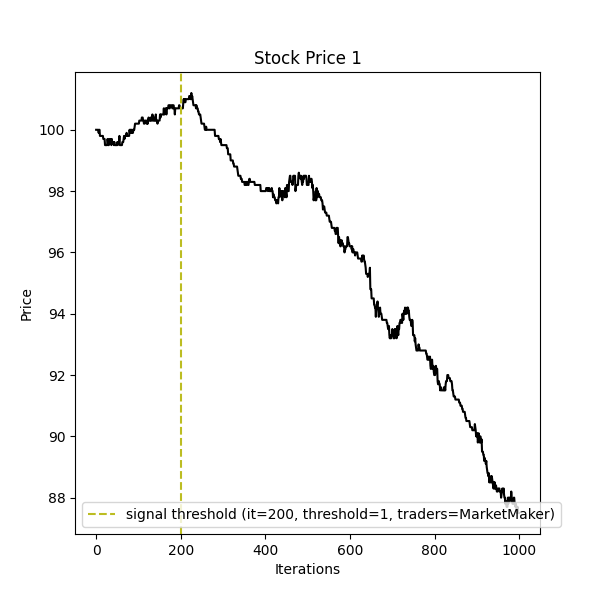 Stock Price 1
Price
100
98
96
94
92
90
88
signal threshold (it=200, threshold=1, traders=MarketMaker)
0 200 400 600 800 1000
Iterations